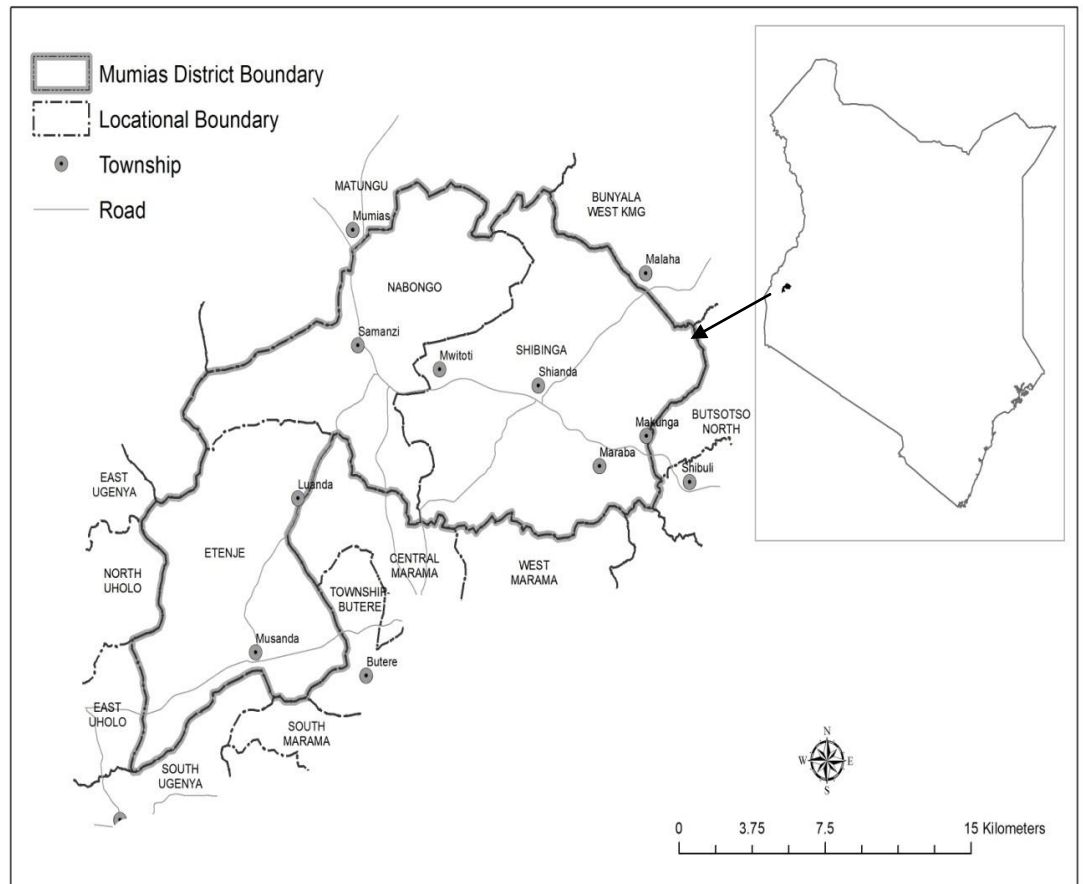 Mumias District Boundary
Locational Boundary
Township
Road
MATUNGU
Mumias
BUNYALA
WEST KMG
Malaha
NABONGO
Samanzi
Mwitoti
SHIBINGA
Shianda
BUTSOTSO
NORTH
Makunga
Maraba
Shibuli
EAST
UGENYA
Luanda
ETENJE
CENTRAL
MARAMA
WEST
MARAMA
NORTH
UHOLO
TOWNSHIP-
BUTERE
Musanda
Butere
EAST
UHOLO
SOUTH
MARAMA
SOUTH
UGENYA
N
W
E
S
0 3.75 7.5 15 Kilometers